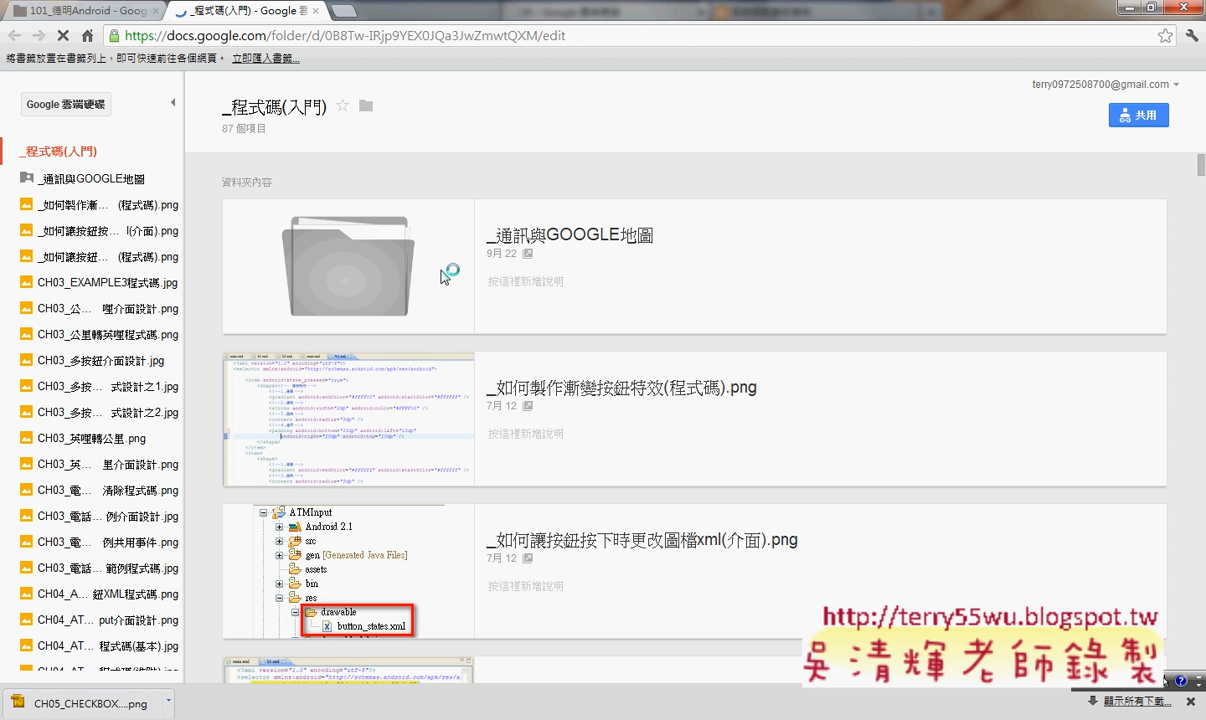 101_德明Android - Goog
_程式碼(入門) - Google 雲
https://docs.google.com/folder/d/0B8Tw-IRjp9YEX0JQa3JwZmwtQXM/edit
將書籤放置在書籤列上，即可快速前往各個網頁。 立即匯入書籤...
terry0972508700@gmail.com
Google 雲端硬碟
_程式碼(入門)
87 個項目
共用
_程式碼(入門)
_通訊與GOOGLE地圖
_如何製作漸... (程式碼).png
_如何讓按鈕按... l(介面).png
_如何讓按鈕... (程式碼).png
CH03_EXAMPLE3程式碼.jpg
CH03_公... 哩介面設計.png
CH03_公里轉英哩程式碼.png
CH03_多按鈕介面設計.jpg
CH03_多按... 式設計之1.jpg
CH03_多按... 式設計之2.jpg
CH03_英哩轉公里.png
CH03_英... 里介面設計.png
CH03_電... 清除程式碼.png
CH03_電話... 例介面設計.jpg
CH03_電... 例共用事件.png
CH03_電話... 範例程式碼.jpg
CH04_A... 鈕XML程式碼.png
CH04_AT... put介面設計.png
CH04_AT... 程式碼(基本).jpg
資料夾內容
_通訊與GOOGLE地圖
9月 22
按這裡新增說明
_如何製作漸變按鈕特效(程式碼).png
7月 12
按這裡新增說明
ATMInput
Android 2.1
src
gen [Generated Java Files]
assets
bin
res
drawable
button_states.xml
_如何讓按鈕按下時更改圖檔xml(介面).png
7月 12
按這裡新增說明
http://terry55wu.blogspot.tw
吳清輝老師錄製
CH05_CHECKBOX....png
顯示所有下載...